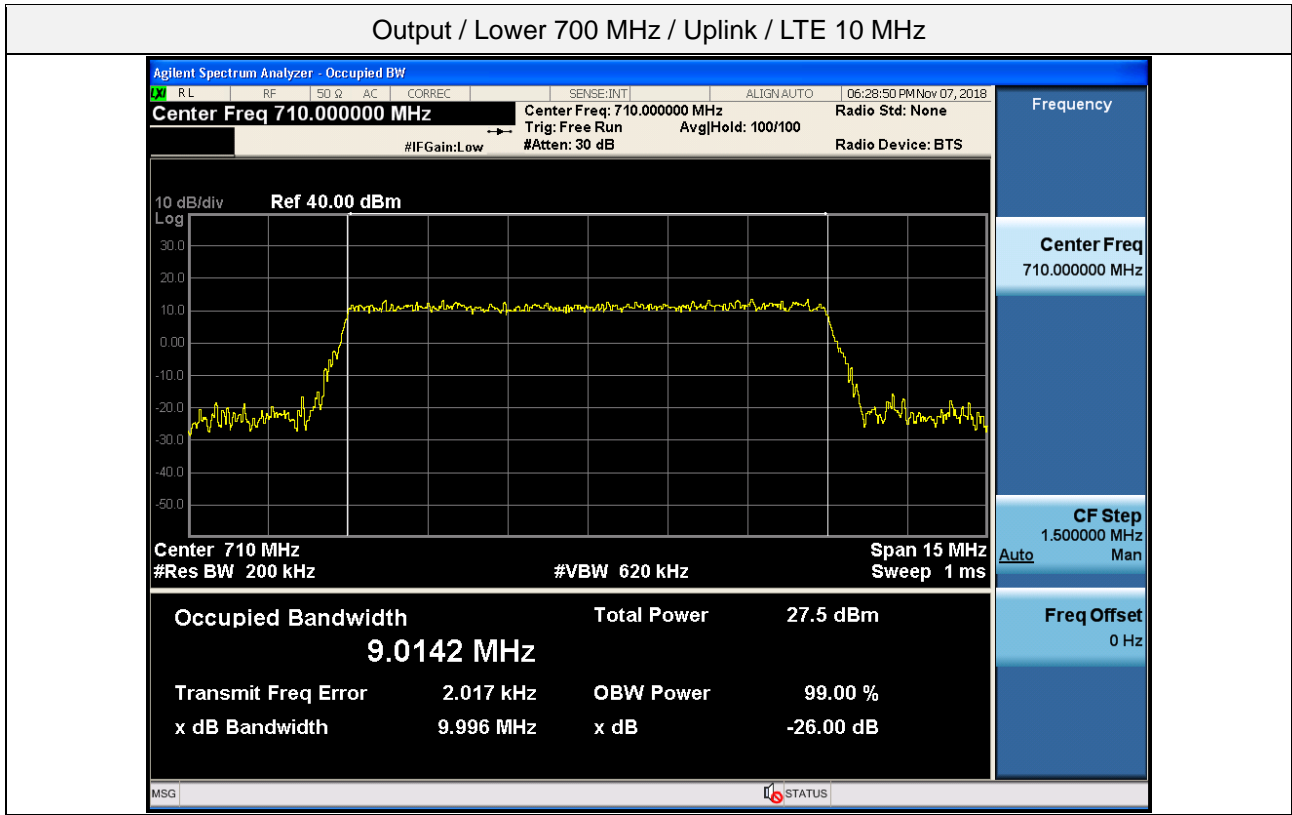 Output / Lower 700 MHz / Uplink / LTE 10 MHz
Agilent Spectrum Analyzer - Occupied BW
LXI RL RF 50 Ω AC CORREC SENSE:INT ALIGN AUTO 06:28:50 PM Nov 07, 2018
Center Freq 710.000000 MHz
Center Freq: 710.000000 MHz Radio Std: None
Trig: Free Run Avg|Hold: 100/100
#IFGain:Low #Atten: 30 dB Radio Device: BTS
Frequency
10 dB/div Ref 40.00 dBm
Log
30.0
20.0
10.0
0.00
-10.0
-20.0
-30.0
-40.0
-50.0
Center 710 MHz Span 15 MHz
#Res BW 200 kHz #VBW 620 kHz Sweep 1 ms
Center Freq
710.000000 MHz
CF Step
1.500000 MHz
Auto Man
Freq Offset
0 Hz
Occupied Bandwidth Total Power 27.5 dBm
9.0142 MHz
Transmit Freq Error 2.017 kHz OBW Power 99.00 %
x dB Bandwidth 9.996 MHz x dB -26.00 dB
MSG STATUS